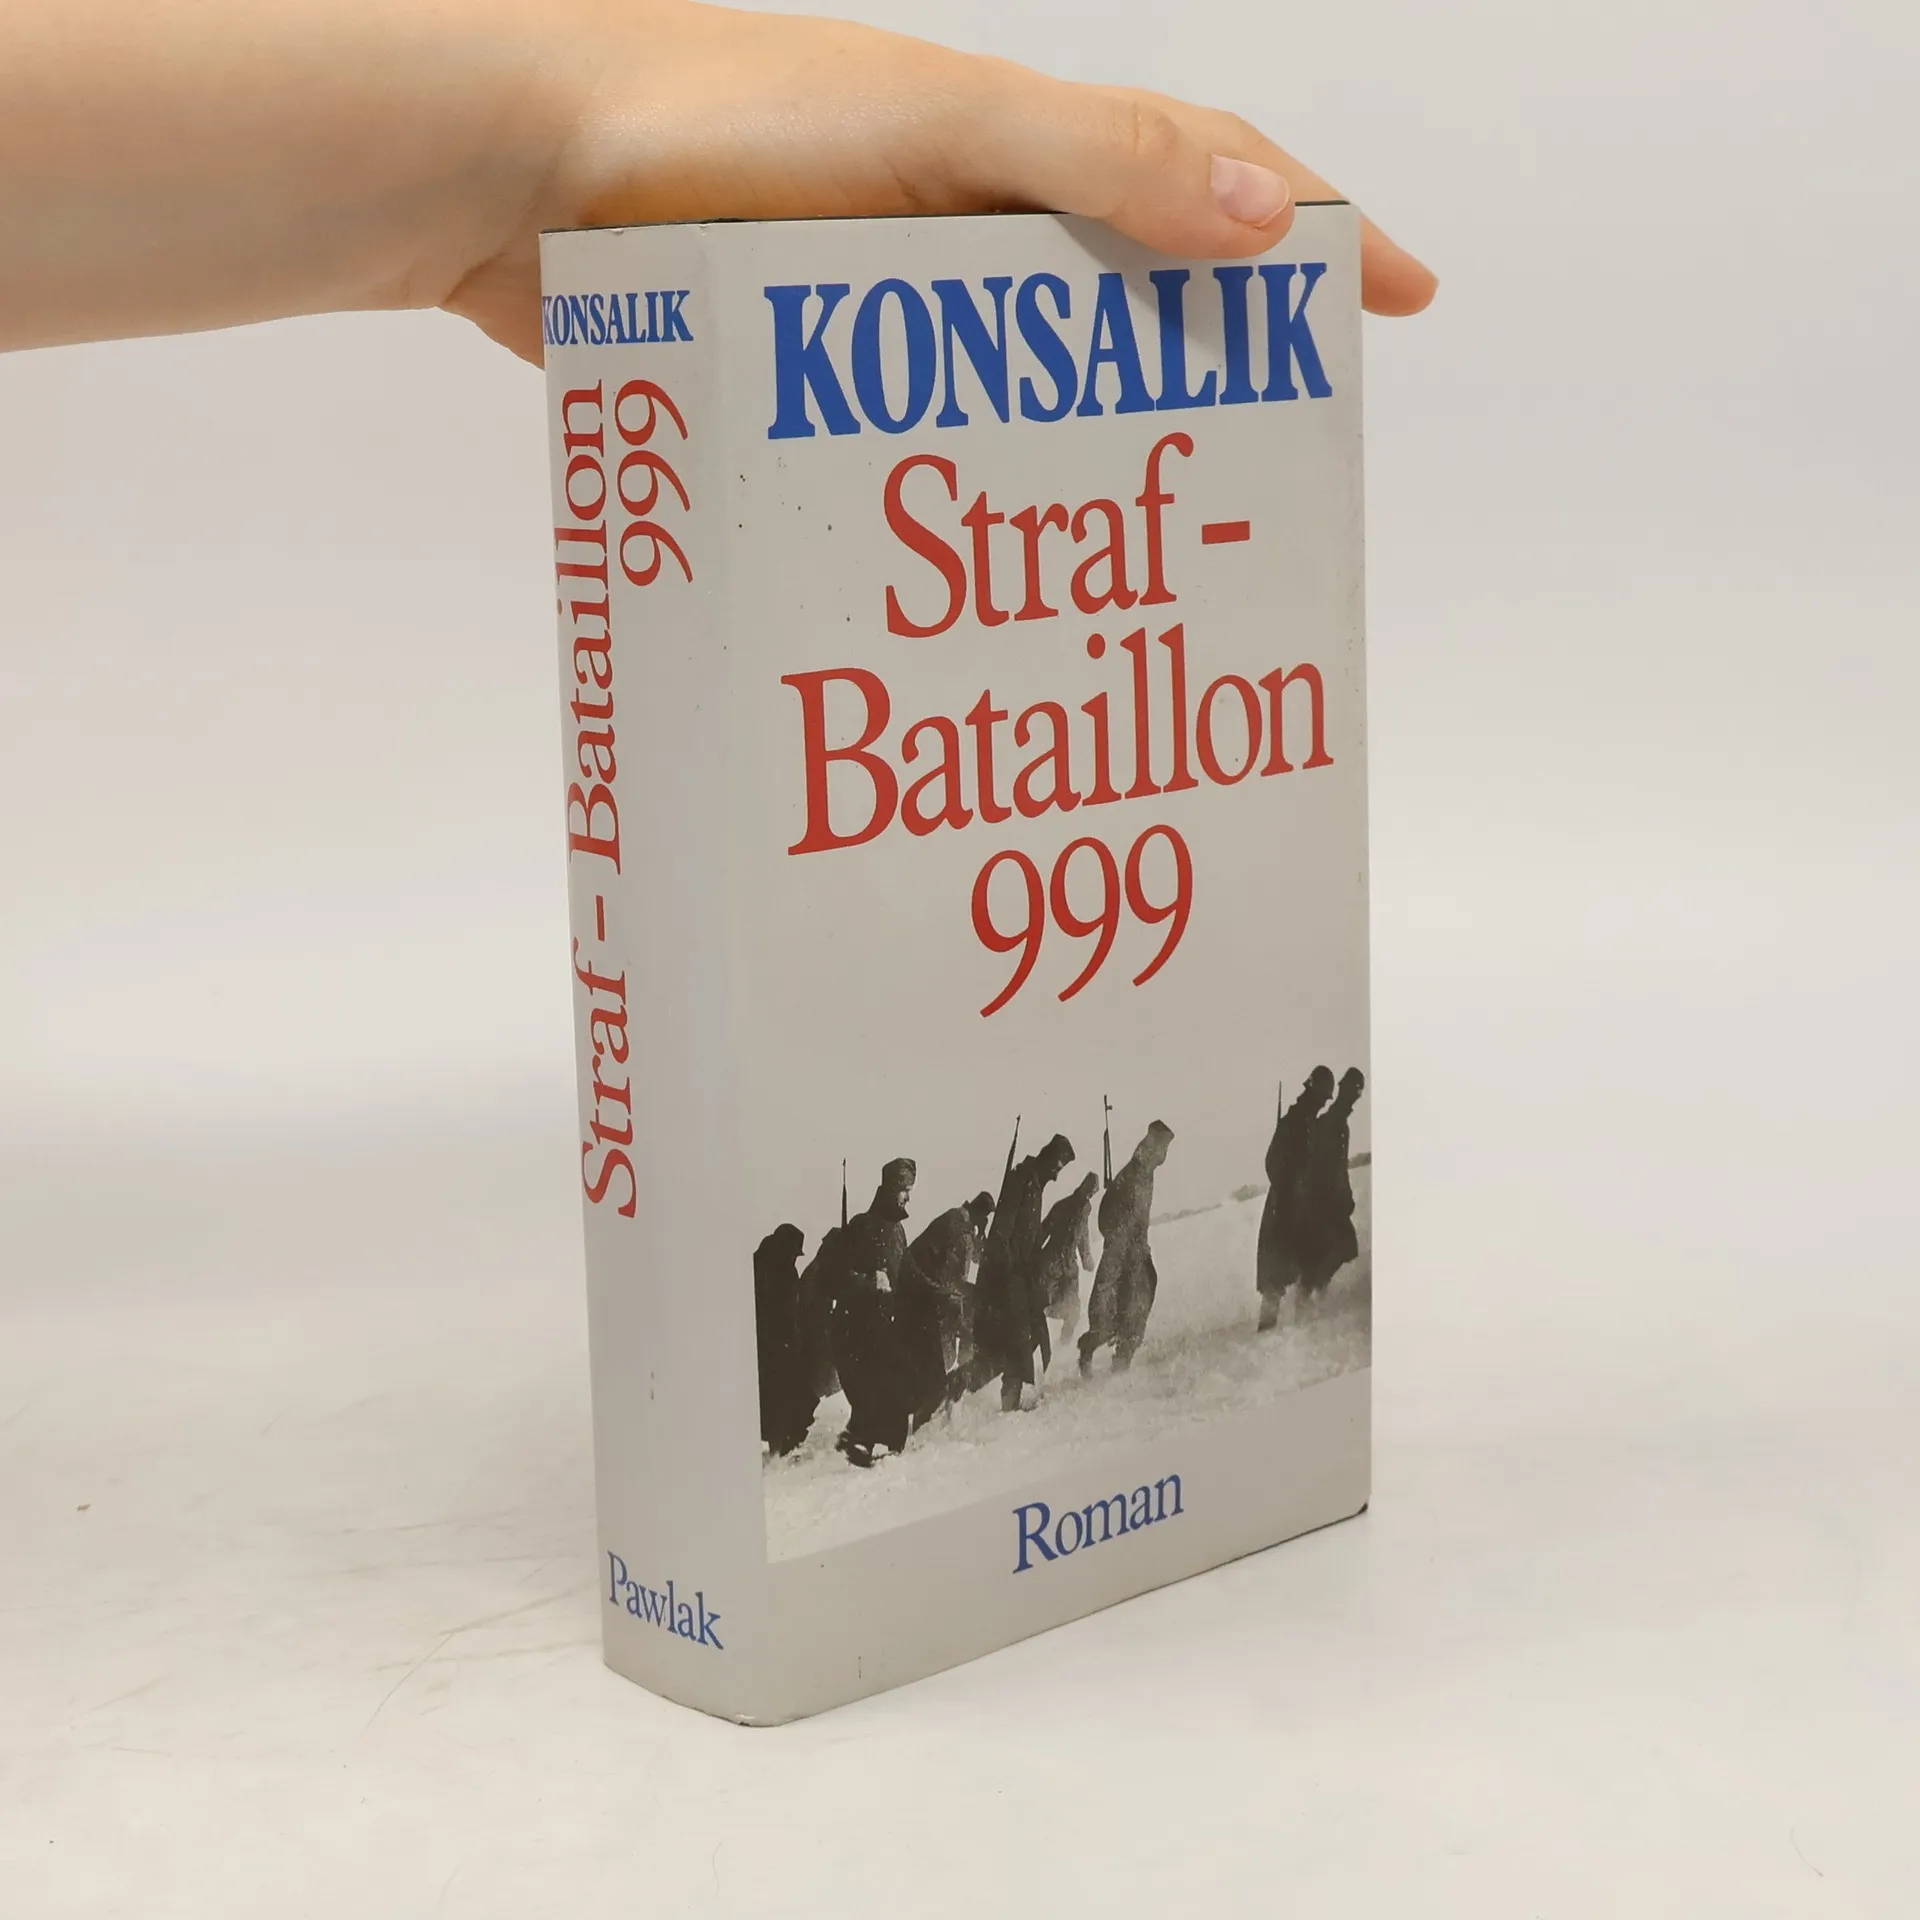 KONSALIK
Straf-Bataillon
999
Pawlak
KONSALIK
Straf-
Bataillon
999
Roman